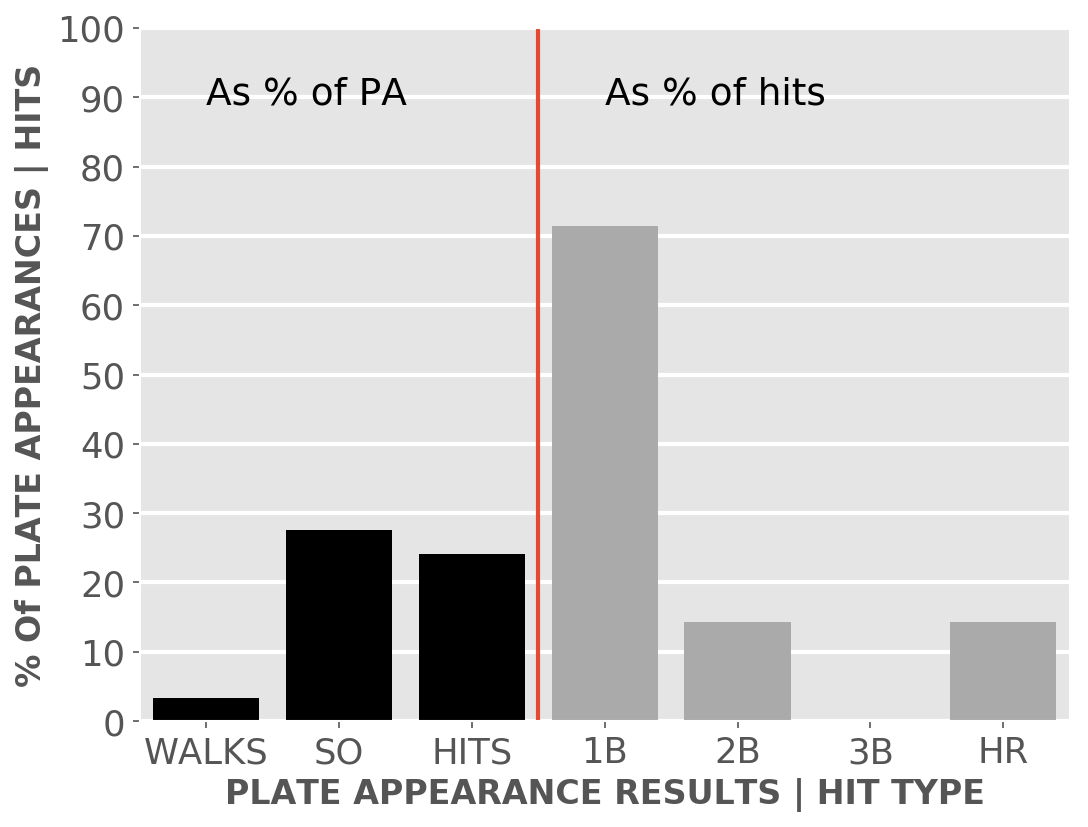 % Of PLATE APPEARANCES | HITS
100
90
80
70
60
50
40
30
20
10
0
As % of PA
As % of hits
WALKS SO HITS 1B 2B 3B HR
PLATE APPEARANCE RESULTS | HIT TYPE